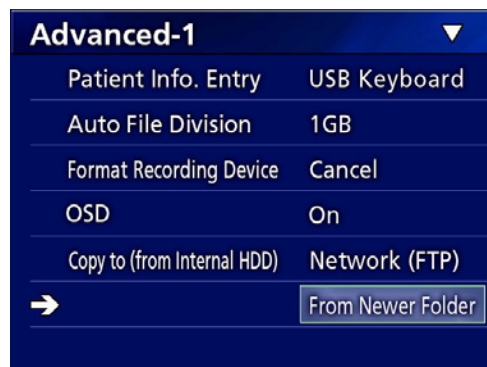 Advanced-1
Patient Info. Entry USB Keyboard
Auto File Division 1GB
Format Recording Device Cancel
OSD On
Copy to (from Internal HDD) Network (FTP)
From Newer Folder